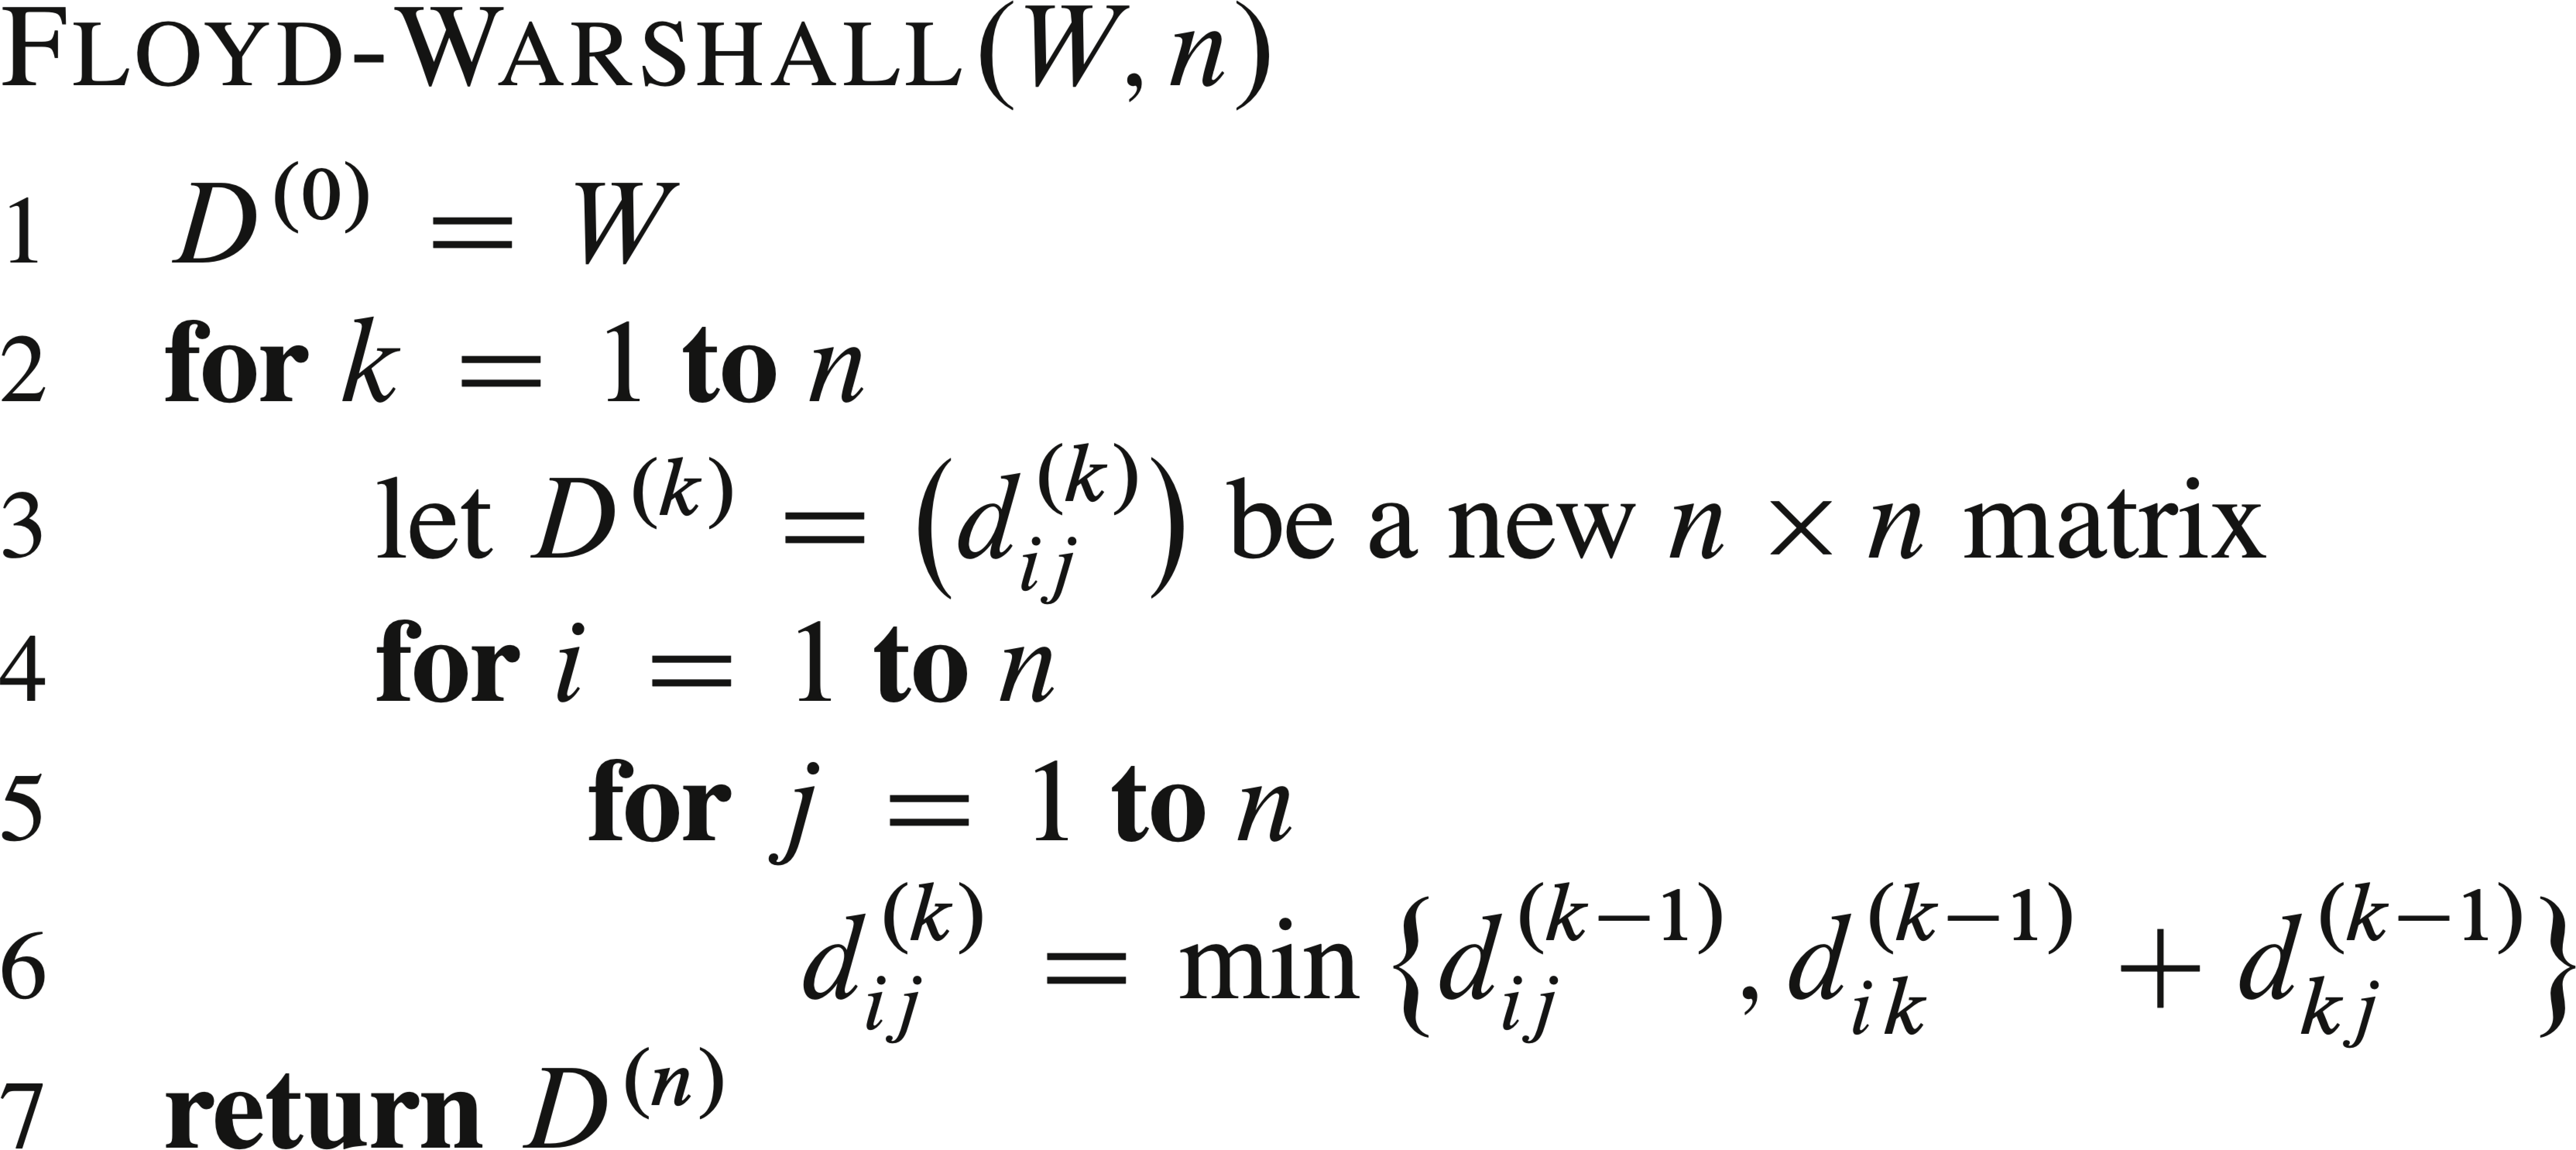 FLOYD-WARSHALL(W, n)
1 D^(0) = W
2 for k = 1 to n
3 let D^(k) = (d_ij^(k)) be a new n × n matrix
4 for i = 1 to n
5 for j = 1 to n
6 d_ij^(k) = min {d_ij^(k−1), d_ik^(k−1) + d_kj^(k−1)}
7 return D^(n)